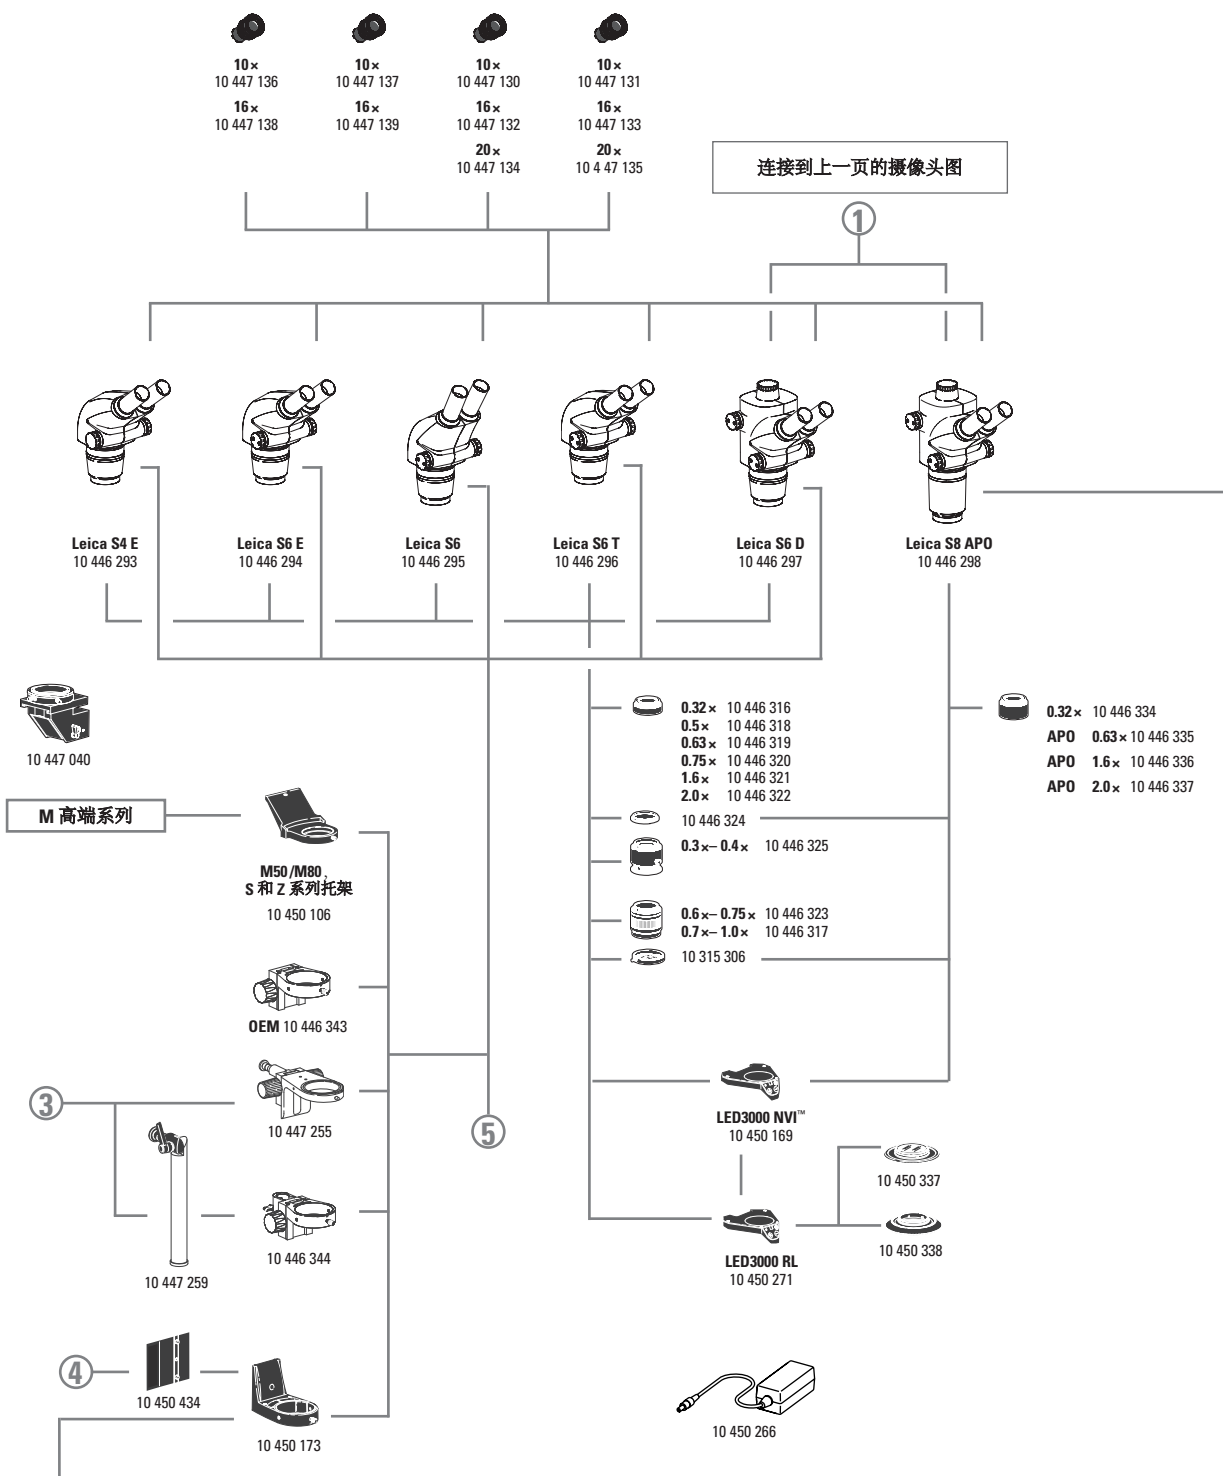 10× 10× 10× 10×
10 447 136 10 447 137 10 447 130 10 447 131
16× 16× 16× 16×
10 447 138 10 447 139 10 447 132 10 447 133
20× 20×
10 447 134 10 4 47 135
连接到上一页的摄像头图
1
Leica S4 E Leica S6 E Leica S6 Leica S6 T Leica S6 D Leica S8 APO
10 446 293 10 446 294 10 446 295 10 446 296 10 446 297 10 446 298
10 447 040
0.32× 10 446 316
0.5× 10 446 318
0.63× 10 446 319
0.75× 10 446 320
1.6× 10 446 321
2.0× 10 446 322
0.32× 10 446 334
APO 0.63× 10 446 335
APO 1.6× 10 446 336
APO 2.0× 10 446 337
M 高端系列
10 446 324
0.3×– 0.4× 10 446 325
M50/M80,
S 和 Z 系列托架
10 450 106
0.6×– 0.75× 10 446 323
0.7×– 1.0× 10 446 317
10 315 306
OEM 10 446 343
3
10 447 255
5
LED3000 NVI™
10 450 169
10 450 337
10 446 344
10 447 259
LED3000 RL
10 450 271
10 450 338
4
10 450 434
10 450 173
10 450 266